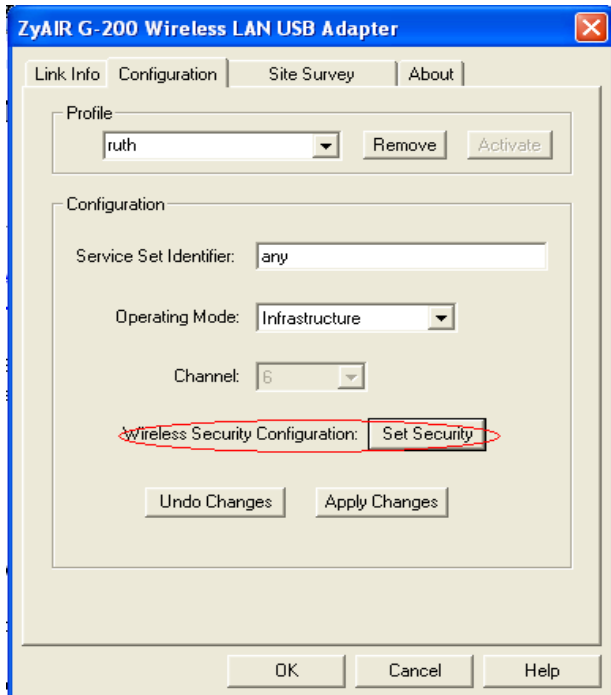 ZyAIR G-200 Wireless LAN USB Adapter
Link Info Configuration Site Survey About
Profile
ruth Remove Activate
Configuration
Service Set Identifier: any
Operating Mode: Infrastructure
Channel: 6
Wireless Security Configuration: Set Security
Undo Changes Apply Changes
OK Cancel Help